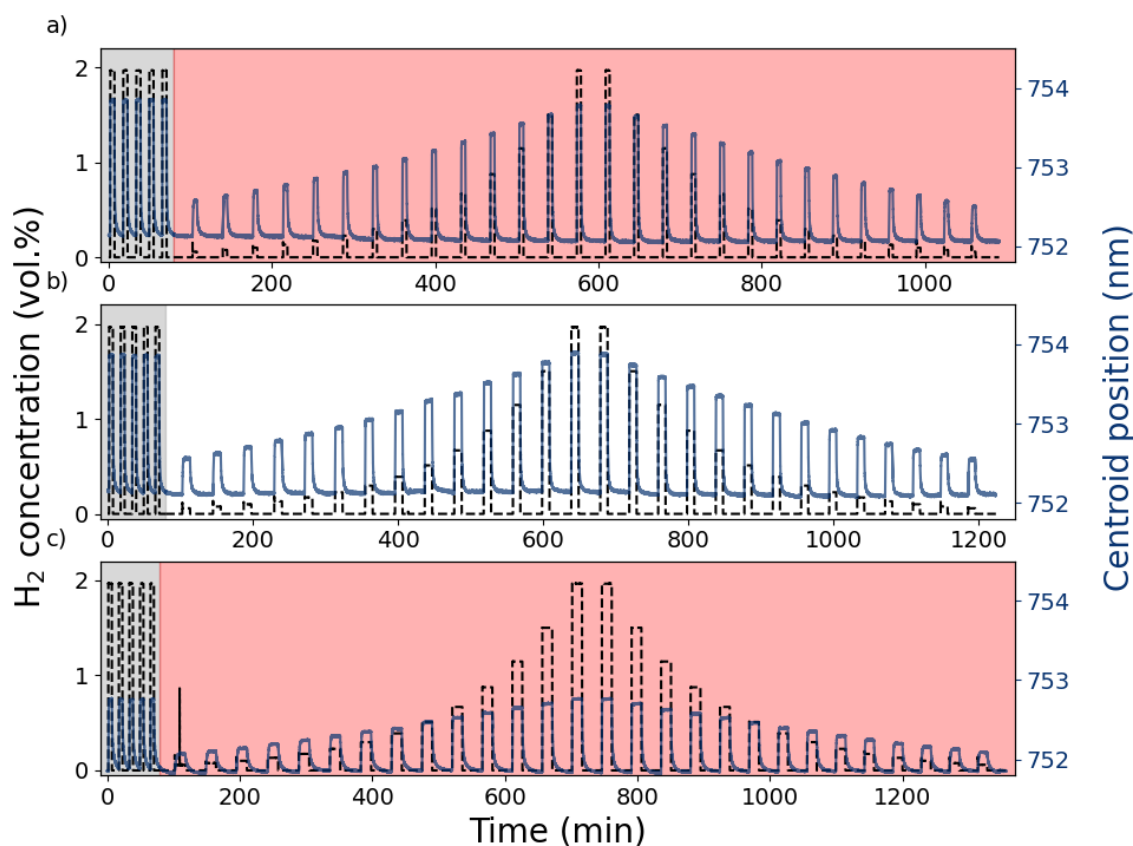 a)
2
1
0
754
753
752
0 200 400 600 800 1000
b)
2
1
0
754
753
752
0 200 400 600 800 1000 1200
c)
2
1
0
754
753
752
0 200 400 600 800 1000 1200
H₂ concentration (vol.%)
Centroid position (nm)
Time (min)